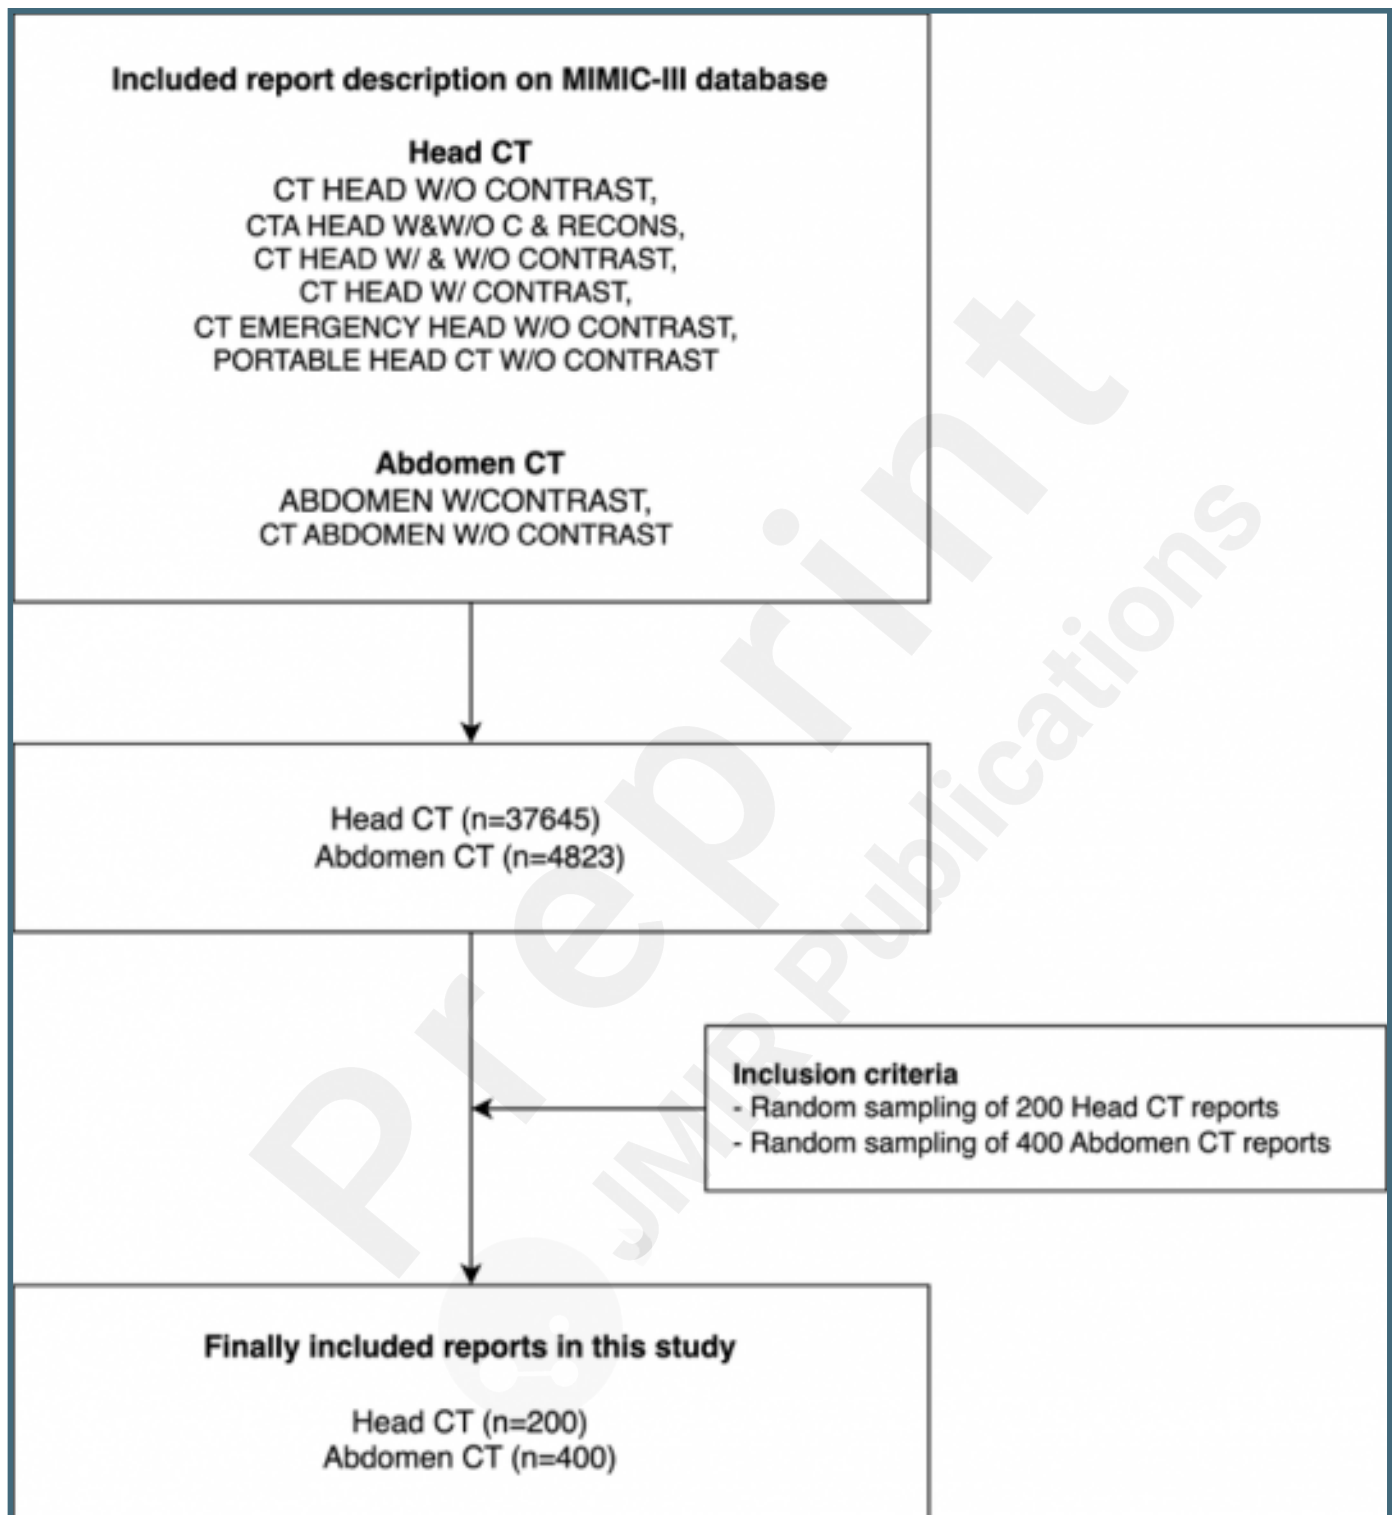 Included report description on MIMIC-III database
Head CT
CT HEAD W/O CONTRAST,
CTA HEAD W&W/O C & RECONS,
CT HEAD W/ & W/O CONTRAST,
CT HEAD W/ CONTRAST,
CT EMERGENCY HEAD W/O CONTRAST,
PORTABLE HEAD CT W/O CONTRAST
Abdomen CT
ABDOMEN W/CONTRAST,
CT ABDOMEN W/O CONTRAST
Head CT (n=37645)
Abdomen CT (n=4823)
Inclusion criteria
- Random sampling of 200 Head CT reports
- Random sampling of 400 Abdomen CT reports
Finally included reports in this study
Head CT (n=200)
Abdomen CT (n=400)
Preprint
JMIR Publications